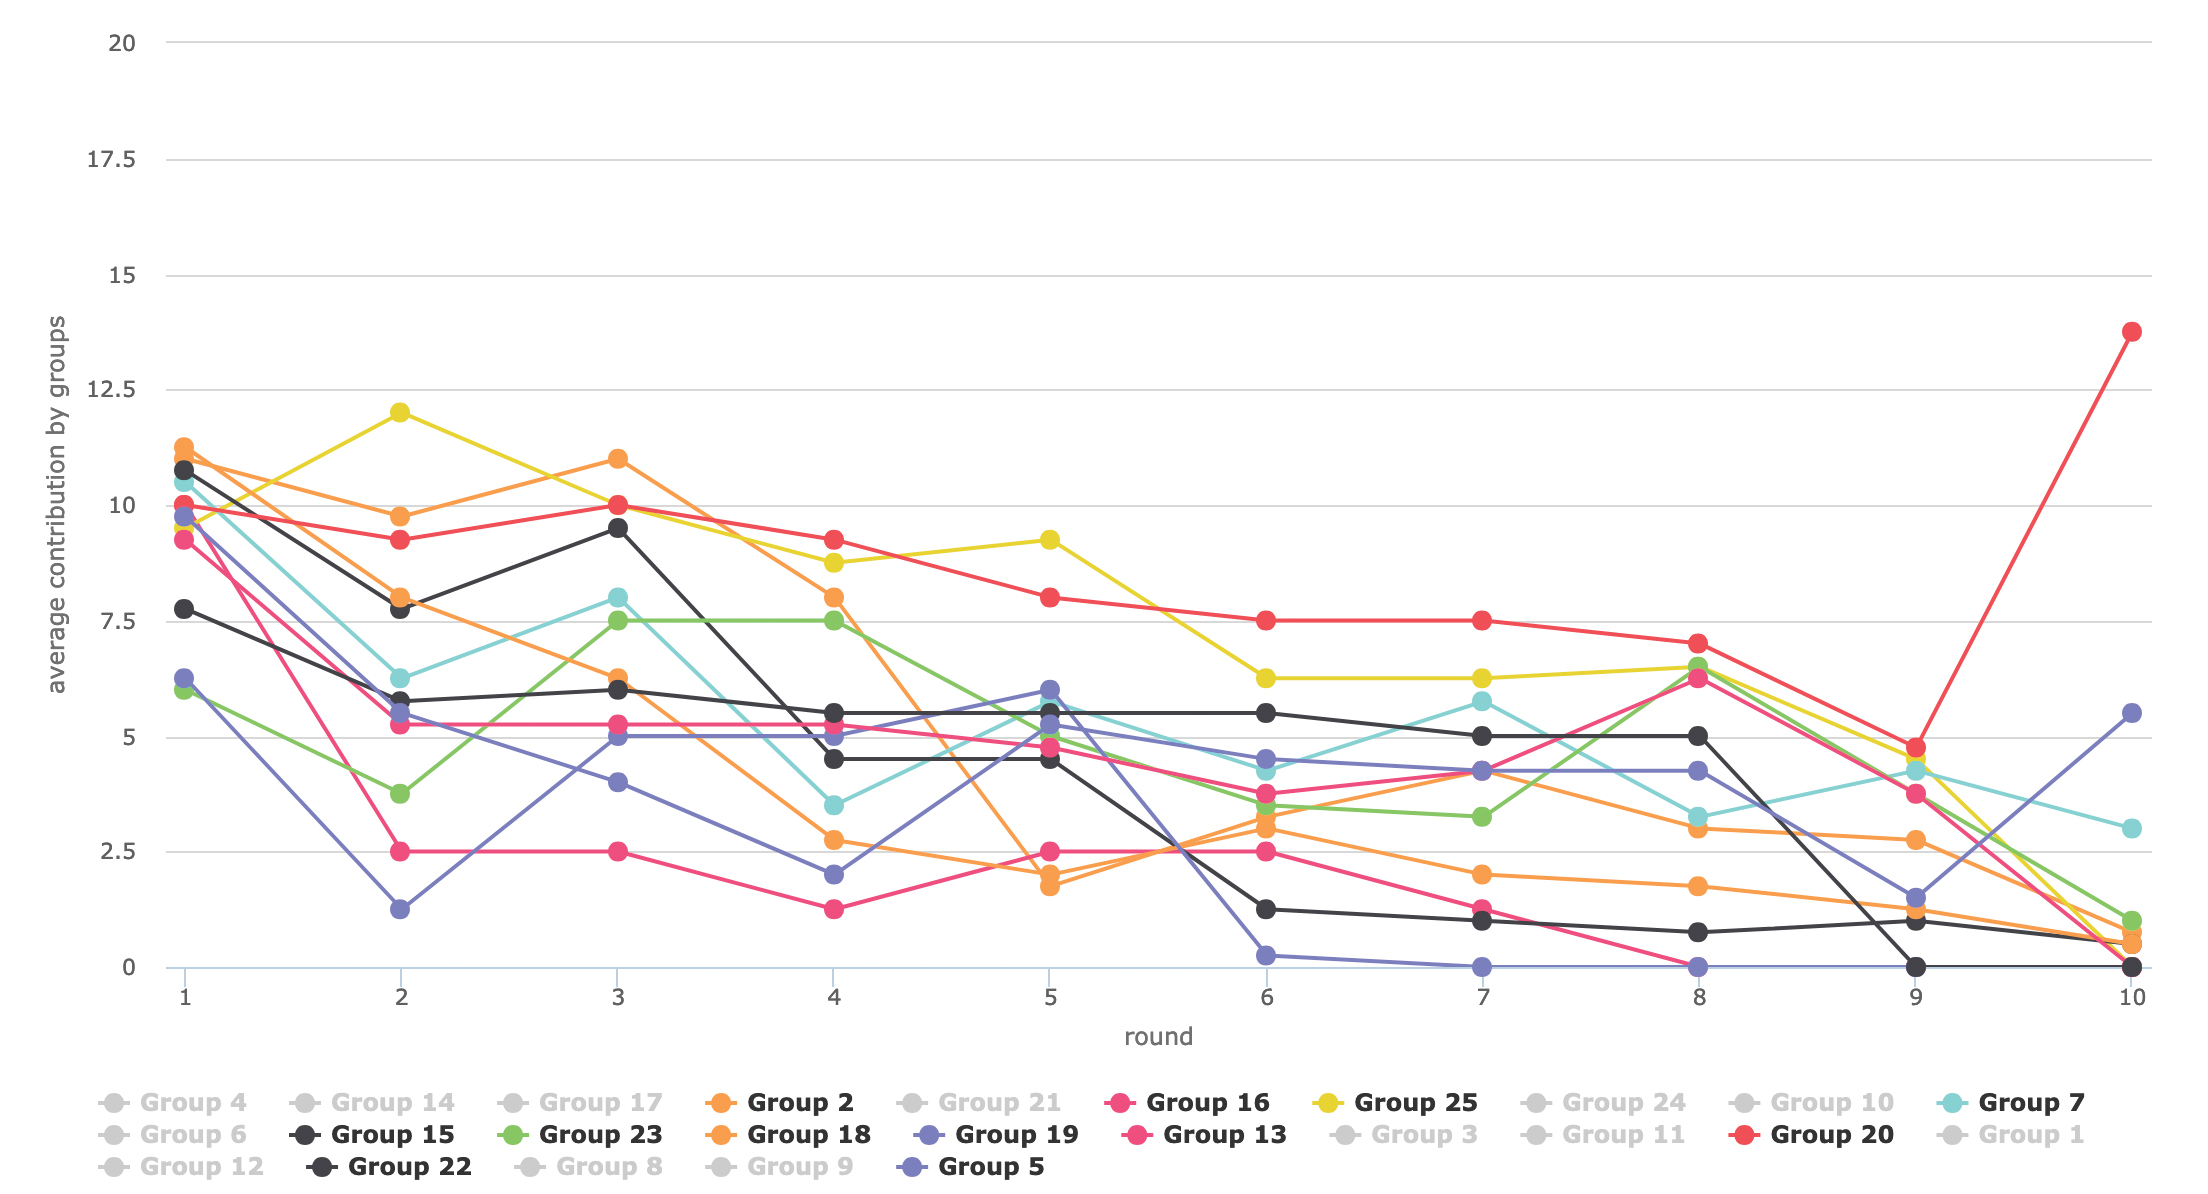 20
17.5
15
12.5
10
7.5
5
2.5
0
average contribution by groups
1 2 3 4 5 6 7 8 9 10
round
Group 4 Group 14 Group 17 Group 2 Group 21 Group 16 Group 25 Group 24 Group 10 Group 7
Group 6 Group 15 Group 23 Group 18 Group 19 Group 13 Group 3 Group 11 Group 20 Group 1
Group 12 Group 22 Group 8 Group 9 Group 5